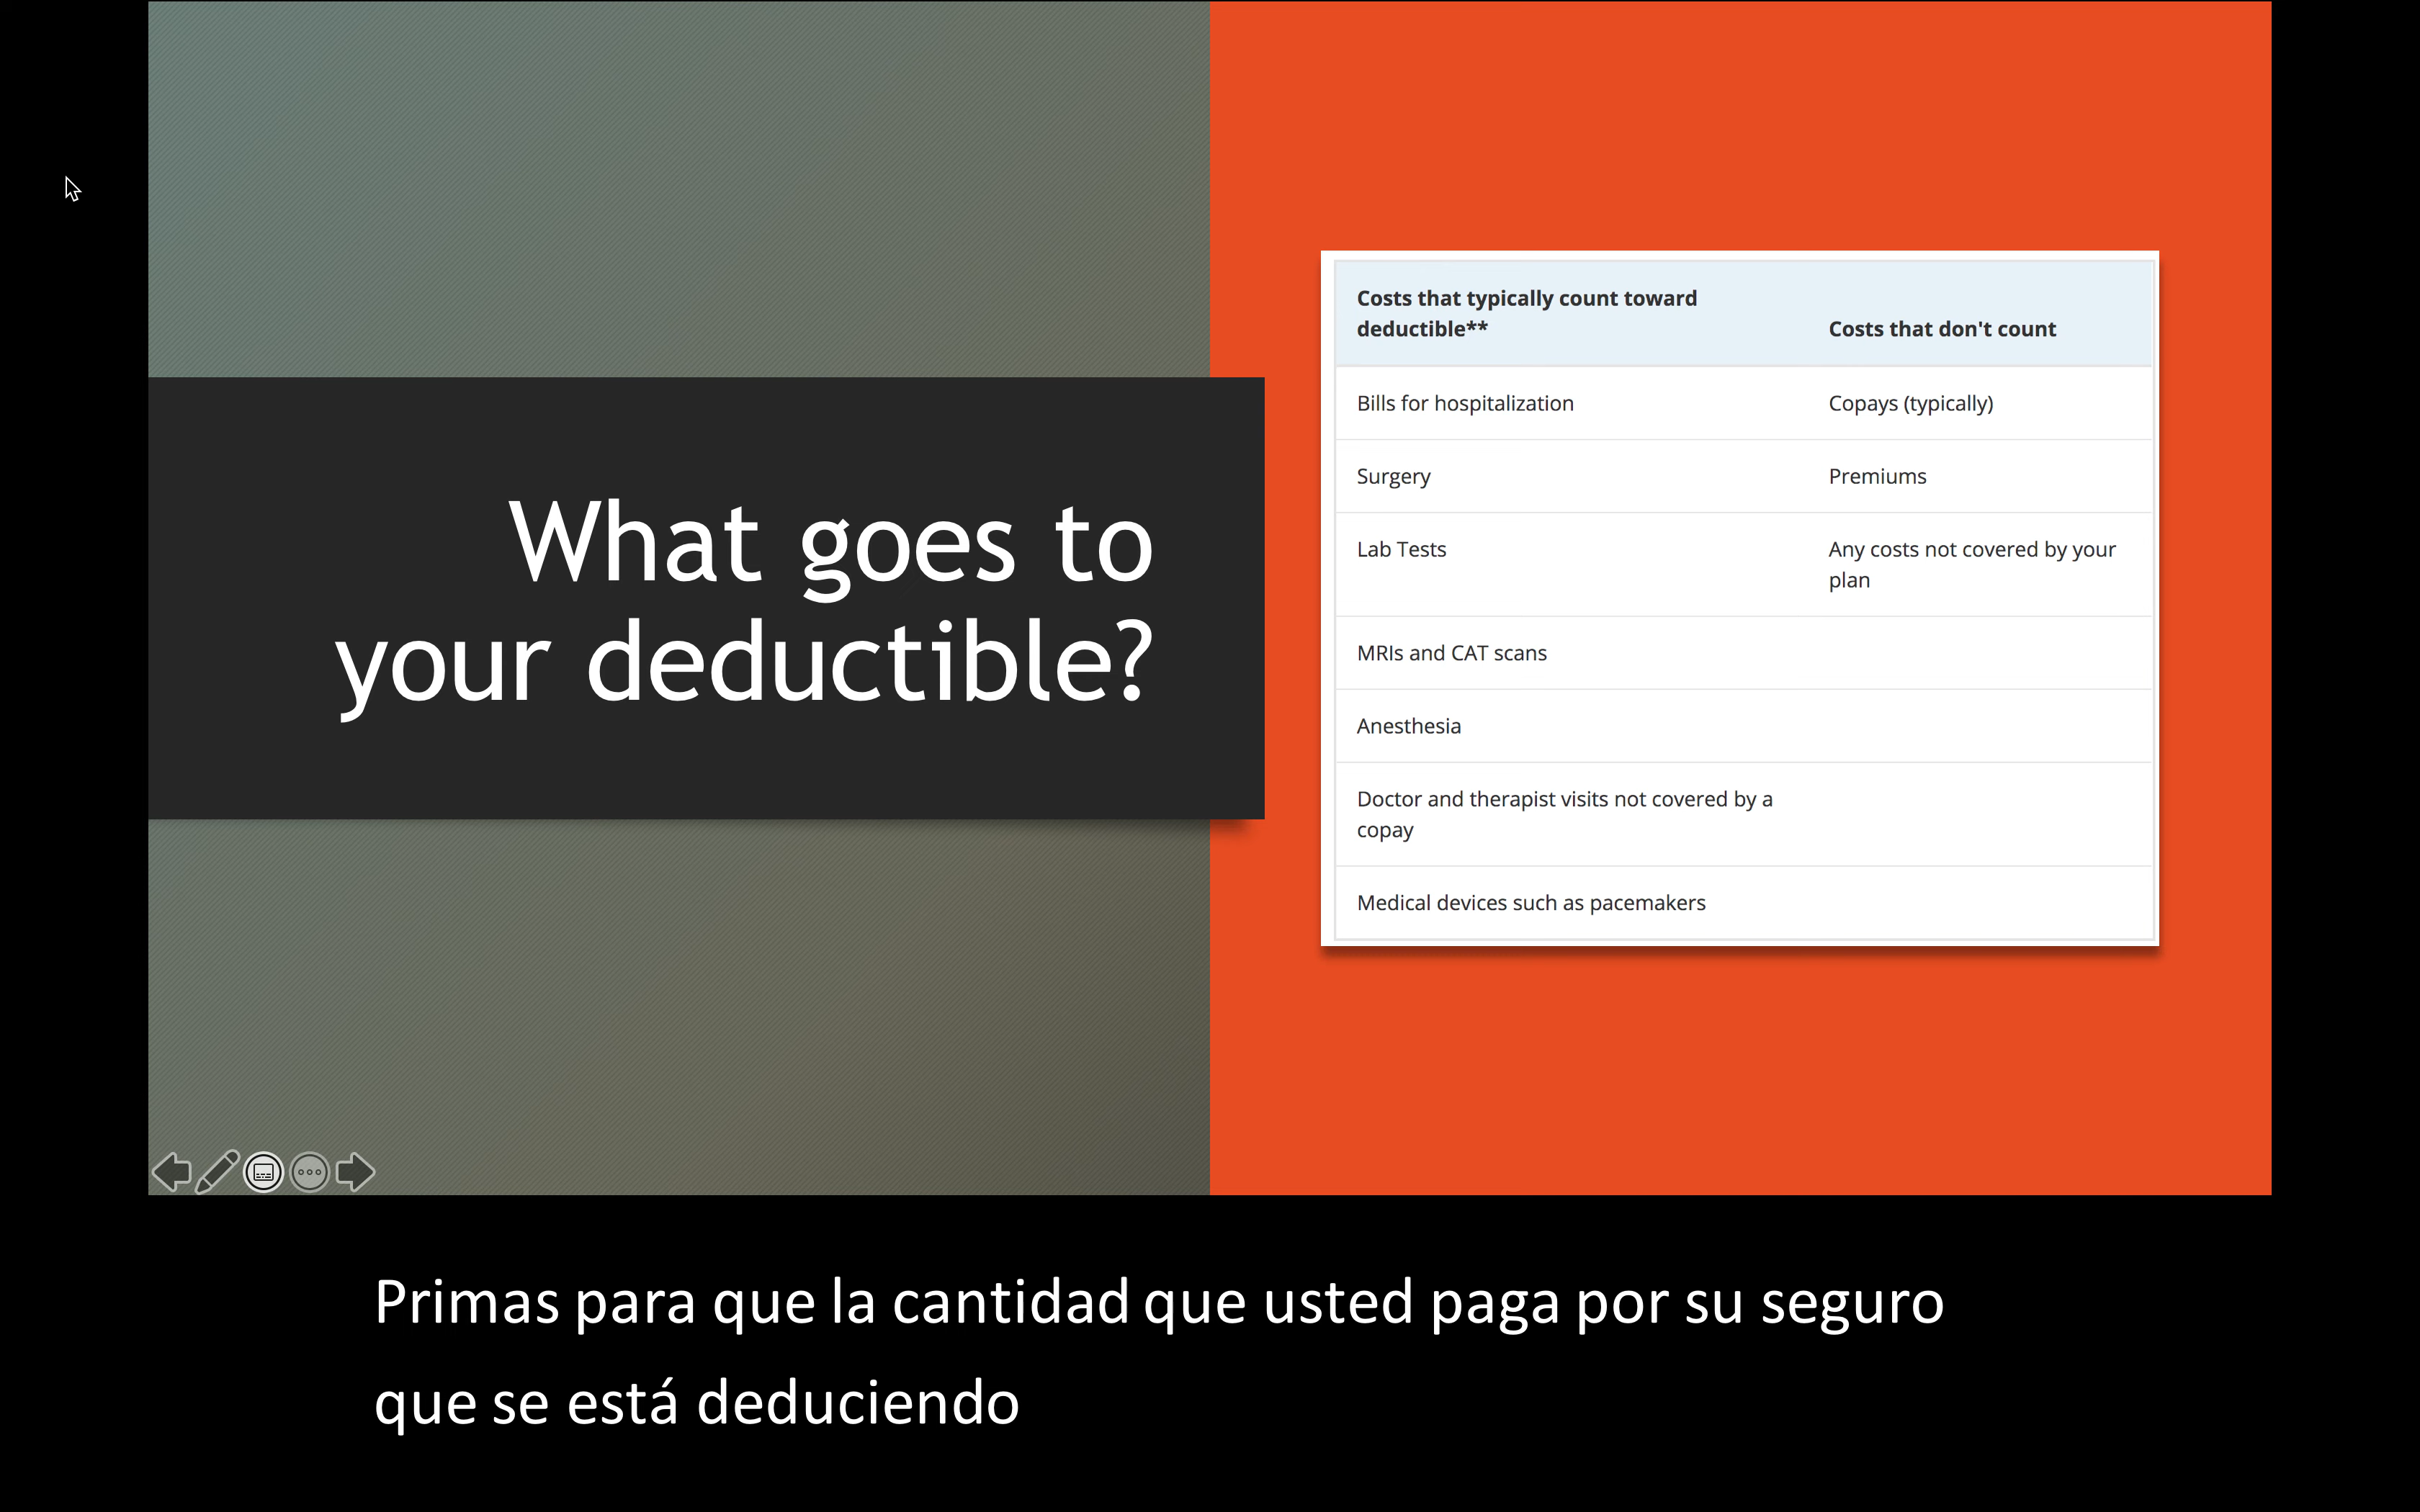 What goes to
your deductible?
Costs that typically count toward
deductible**
Costs that don't count
Bills for hospitalization
Copays (typically)
Surgery
Premiums
Lab Tests
Any costs not covered by your
plan
MRIs and CAT scans
Anesthesia
Doctor and therapist visits not covered by a
copay
Medical devices such as pacemakers
Primas para que la cantidad que usted paga por su seguro
que se está deduciendo